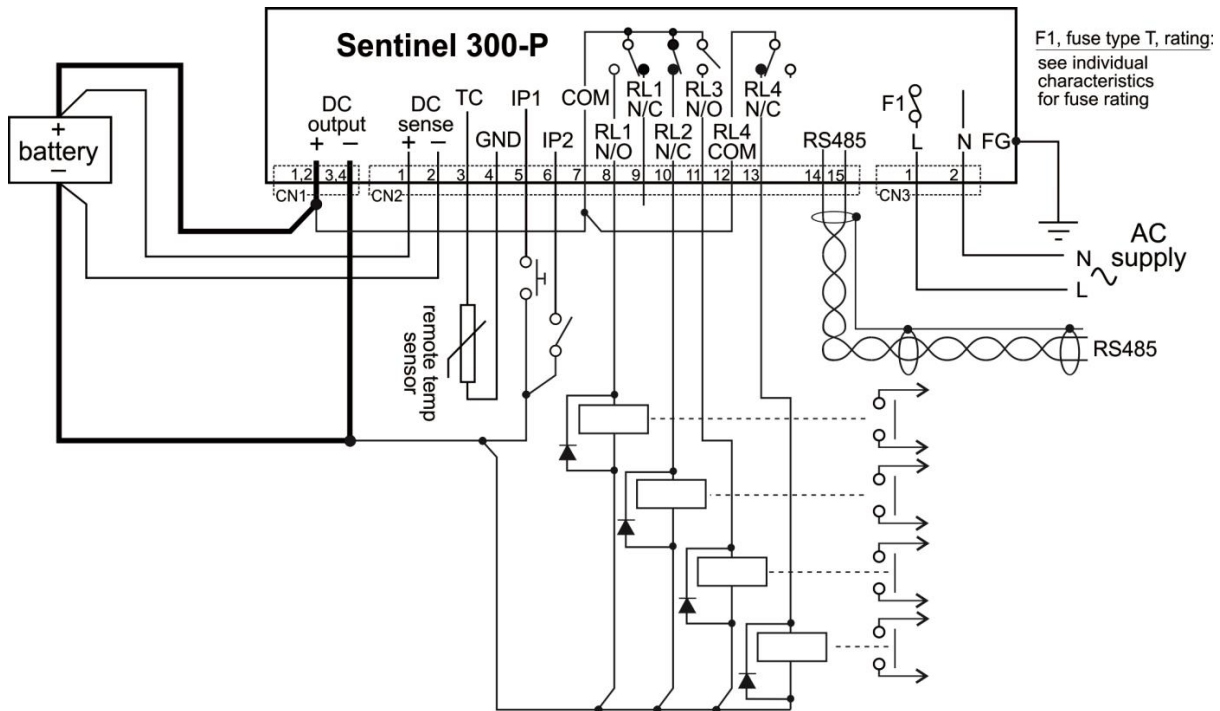 Sentinel 300-P
F1, fuse type T, rating:
see individual
characteristics
for fuse rating
battery
+
−
DC
output
+ −
DC
sense
+ −
TC
GND
IP1
IP2
COM
RL1
N/O
RL1
N/C
RL2
N/C
RL3
N/O
RL4
COM
RL4
N/C
RS485
F1
L
N
FG
1,2 3,4
CN1
1 2 3 4 5 6 7 8 9 10 11 12 13 14 15
CN2
1 2
CN3
AC
supply
N
L
RS485
remote temp
sensor